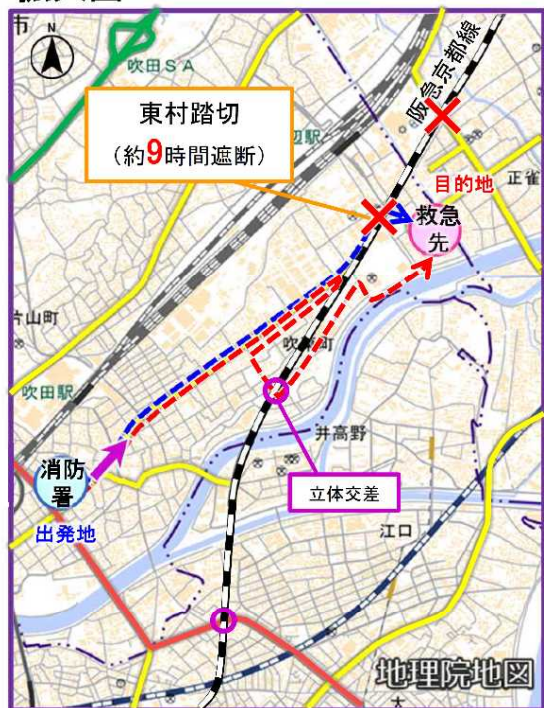 市
N
吹田SA
阪急京都線
東村踏切
（約9時間遮断）
辺駅
目的地
正雀
救急
先
片山町
吹田駅
井高野
消防
署
立体交差
出発地
江口
地理院地図
大